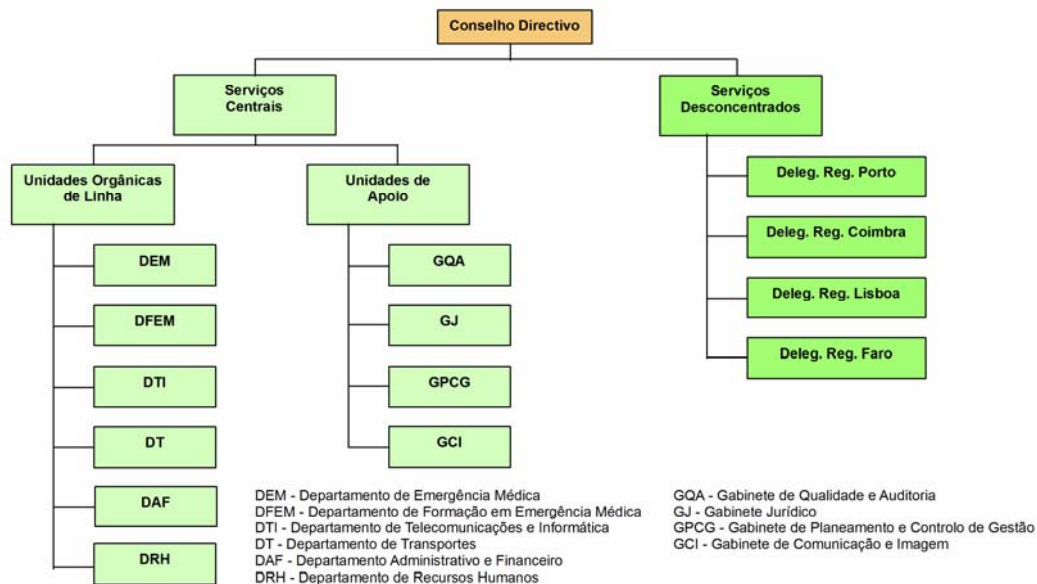 Conselho Directivo
Serviços
Centrais
Serviços
Desconcentrados
Unidades Orgânicas
de Linha
Unidades de
Apoio
Deleg. Reg. Porto
Deleg. Reg. Coimbra
Deleg. Reg. Lisboa
Deleg. Reg. Faro
DEM
DFEM
DTI
DT
DAF
DRH
GQA
GJ
GPCG
GCI
DEM - Departamento de Emergência Médica
DFEM - Departamento de Formação em Emergência Médica
DTI - Departamento de Telecomunicações e Informática
DT - Departamento de Transportes
DAF - Departamento Administrativo e Financeiro
DRH - Departamento de Recursos Humanos
GQA - Gabinete de Qualidade e Auditoria
GJ - Gabinete Jurídico
GPCG - Gabinete de Planeamento e Controlo de Gestão
GCI - Gabinete de Comunicação e Imagem